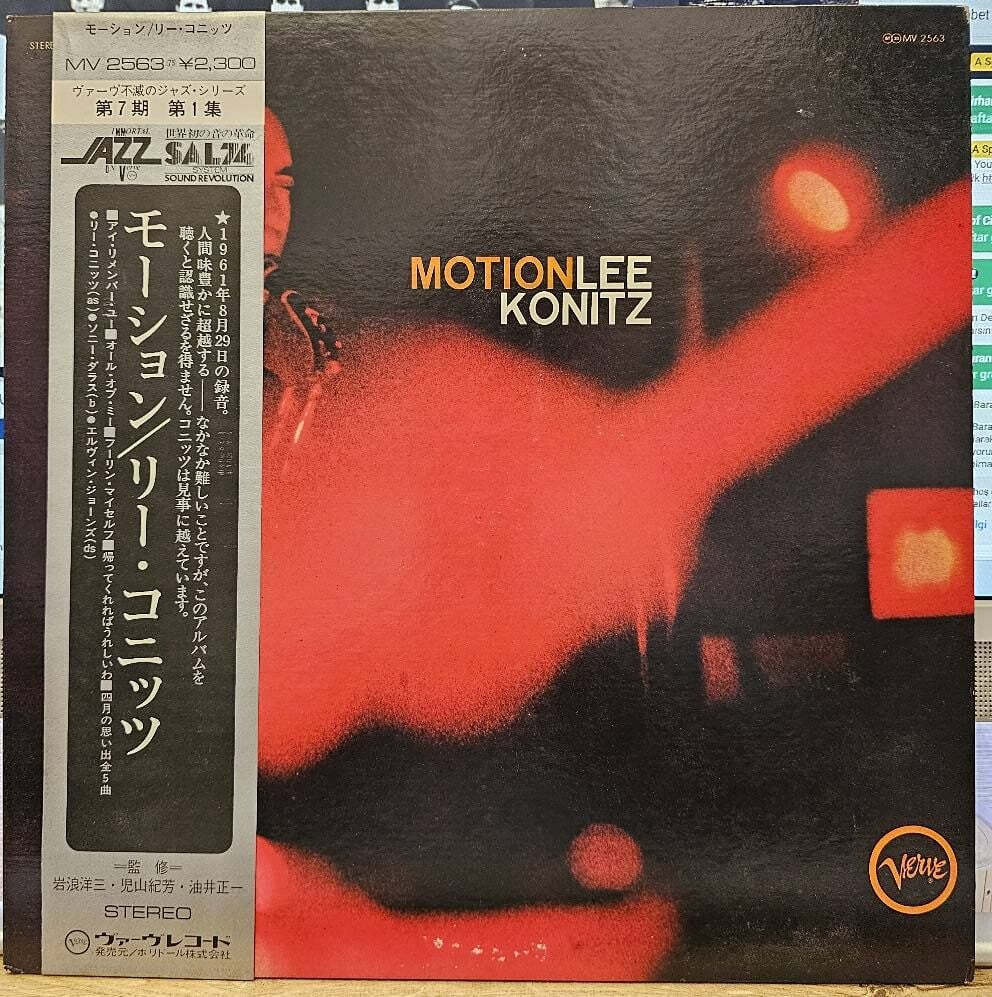 モーション/リー・コニッツ
MV 2563 '75 ¥2,300
ヴァーヴ不滅のジャズ・シリーズ
第7期 第1集
IMMORTAL
JAZZ
ON Verve
世界初の音の革命
SAL74
SYSTEM
SOUND REVOLUTION
★1961年8月29日の録音。
人間味豊かに超越する——なかなか難しいことですが、このアルバムを
聴くと認識せざるを得ません。コニッツは見事に越えています。
モーション/リー・コニッツ
■アイ・リメンバー・ユー■オール・オブ・ミー■フーリン・マイセルフ■帰ってくれればうれしいわ■四月の思い出 全5曲
●リー・コニッツ(as)●ソニー・ダラス(b)●エルヴィン・ジョーンズ(ds)
=監修=
岩浪洋三・児山紀芳・油井正一
STEREO
Verve
ヴァーヴレコード
発売元/ポリドール株式会社
STERE
MV 2563
MOTION LEE
KONITZ
Verve